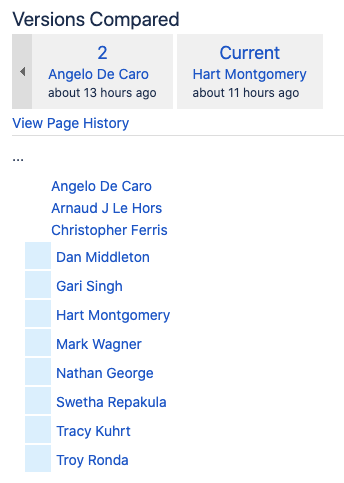 Versions Compared
2
Angelo De Caro
about 13 hours ago
Current
Hart Montgomery
about 11 hours ago
View Page History
...
Angelo De Caro
Arnaud J Le Hors
Christopher Ferris
Dan Middleton
Gari Singh
Hart Montgomery
Mark Wagner
Nathan George
Swetha Repakula
Tracy Kuhrt
Troy Ronda